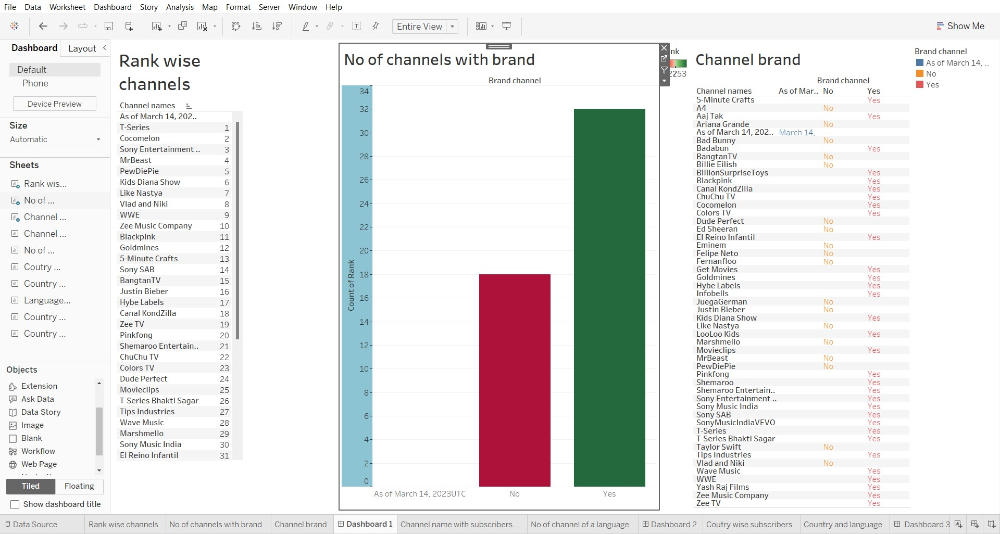 File Data Worksheet Dashboard Story Analysis Map Format Server Window Help
Entire View
Show Me
Dashboard Layout
Default
Phone
Device Preview
Size
Automatic
Sheets
Rank wis...
No of ...
Channel ...
Channel ...
No of ...
Coutry ...
Country ...
Language...
Country ...
Country ...
Objects
Extension
Ask Data
Data Story
Image
Blank
Workflow
Web Page
Tiled Floating
Show dashboard title
Rank wise
channels
Channel names
As of March 14, 202..
T-Series 1
Cocomelon 2
Sony Entertainment .. 3
MrBeast 4
PewDiePie 5
Kids Diana Show 6
Like Nastya 7
Vlad and Niki 8
WWE 9
Zee Music Company 10
Blackpink 11
Goldmines 12
5-Minute Crafts 13
Sony SAB 14
BangtanTV 15
Justin Bieber 16
Hybe Labels 17
Canal KondZilla 18
Zee TV 19
Pinkfong 20
Shemaroo Entertain.. 21
ChuChu TV 22
Colors TV 23
Dude Perfect 24
Movieclips 25
T-Series Bhakti Sagar 26
Tips Industries 27
Wave Music 28
Marshmello 29
Sony Music India 30
El Reino Infantil 31
No of channels with brand
Brand channel
34
32
30
28
26
24
22
20
18
16
14
12
10
8
6
4
2
0
Count of Rank
As of March 14, 2023UTC No Yes
Channel brand
Brand channel
Channel names As of Mar.. No Yes
5-Minute Crafts Yes
A4 No
Aaj Tak Yes
Ariana Grande No
As of March 14, 202.. March 14,
Bad Bunny No
Badabun Yes
BangtanTV No
Billie Eilish No
BillionSurpriseToys Yes
Blackpink Yes
Canal KondZilla Yes
ChuChu TV Yes
Cocomelon Yes
Colors TV Yes
Dude Perfect No
Ed Sheeran No
El Reino Infantil Yes
Eminem No
Felipe Neto No
Fernanfloo No
Get Movies Yes
Goldmines Yes
Hybe Labels Yes
Infobells Yes
JuegaGerman No
Justin Bieber No
Kids Diana Show Yes
Like Nastya No
LooLoo Kids Yes
Marshmello No
Movieclips Yes
MrBeast No
PewDiePie No
Pinkfong Yes
Shemaroo Yes
Shemaroo Entertain.. Yes
Sony Entertainment .. Yes
Sony Music India Yes
Sony SAB Yes
SonyMusicIndiaVEVO Yes
T-Series Yes
T-Series Bhakti Sagar Yes
Taylor Swift No
Tips Industries Yes
Vlad and Niki No
Wave Music Yes
WWE Yes
Yash Raj Films Yes
Zee Music Company Yes
Zee TV Yes
Brand channel
As of March 14, ..
No
Yes
Data Source Rank wise channels No of channels with brand Channel brand Dashboard 1 Channel name with subscribers ... No of channel of a language Dashboard 2 Coutry wise subscribers Country and language Dashboard 3